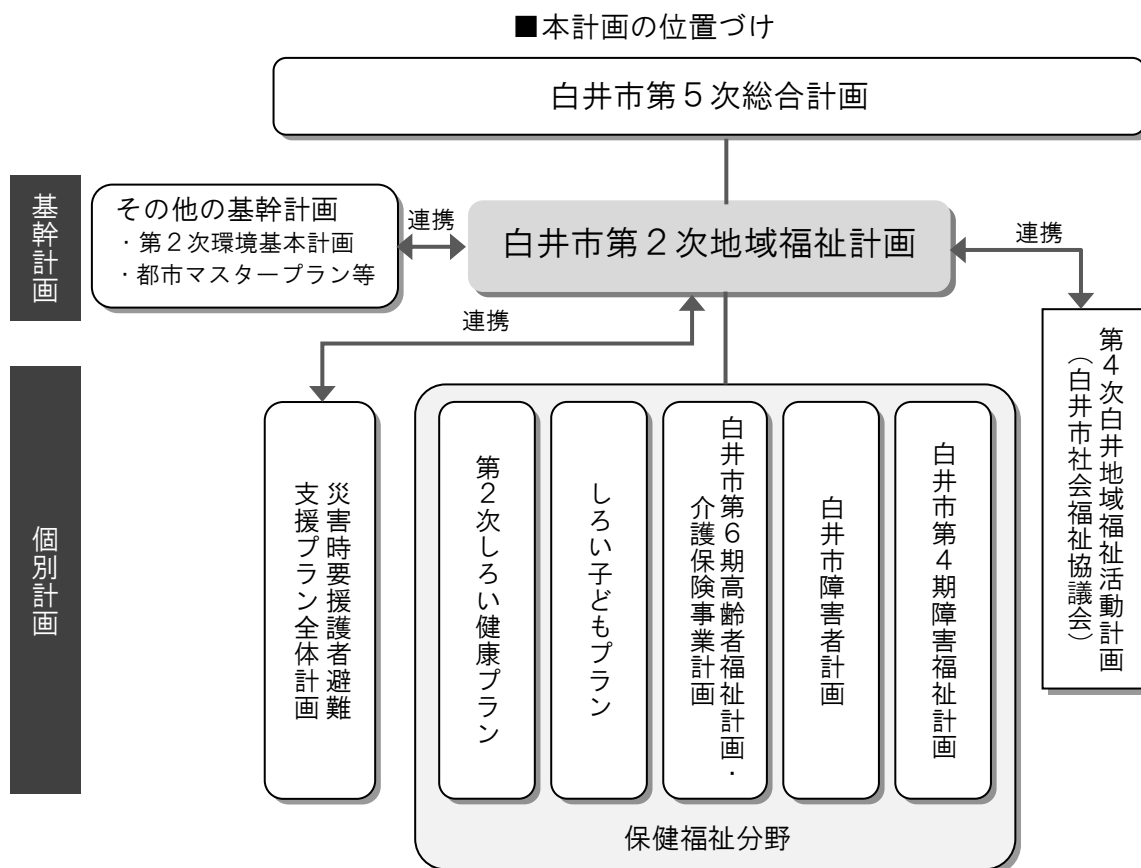 ■本計画の位置づけ
白井市第５次総合計画
基幹計画
その他の基幹計画
・第２次環境基本計画
・都市マスタープラン等
連携
白井市第２次地域福祉計画
連携
連携
個別計画
災害時要援護者避難
支援プラン全体計画
第２次しろい健康プラン
しろい子どもプラン
白井市第６期高齢者福祉計画・
介護保険事業計画
白井市障害者計画
白井市第４期障害福祉計画
第４次白井地域福祉活動計画
（白井市社会福祉協議会）
保健福祉分野